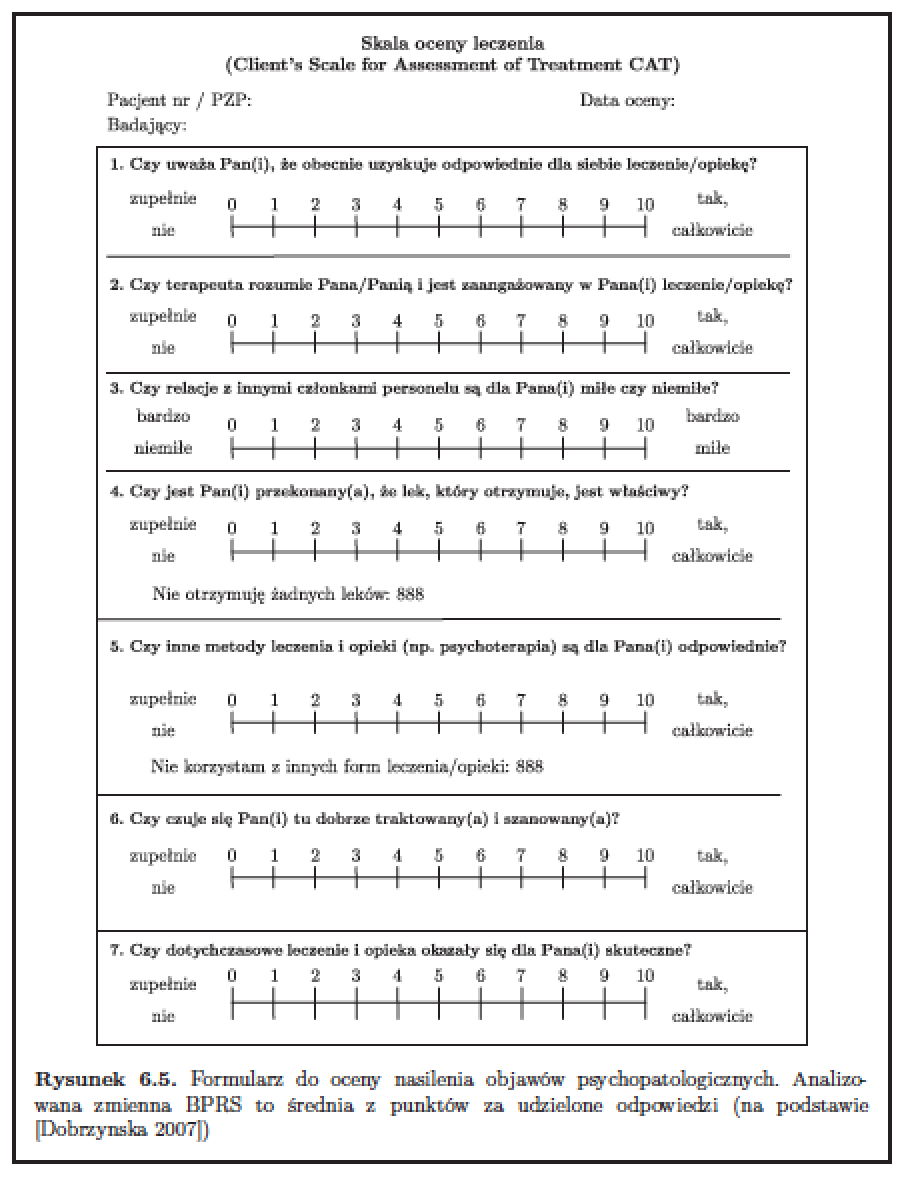 Skala oceny leczenia
(Client's Scale for Assessment of Treatment CAT)
Pacjent nr / PZP: Data oceny:
Badający:
1. Czy uważa Pan(i), że obecnie uzyskuje odpowiednie dla siebie leczenie/opiekę?
zupełnie 0 1 2 3 4 5 6 7 8 9 10 tak,
nie całkowicie
2. Czy terapeuta rozumie Pana/Panią i jest zaangażowany w Pana(i) leczenie/opiekę?
zupełnie 0 1 2 3 4 5 6 7 8 9 10 tak,
nie całkowicie
3. Czy relacje z innymi członkami personelu są dla Pana(i) miłe czy niemiłe?
bardzo 0 1 2 3 4 5 6 7 8 9 10 bardzo
niemiłe miłe
4. Czy jest Pan(i) przekonany(a), że lek, który otrzymuje, jest właściwy?
zupełnie 0 1 2 3 4 5 6 7 8 9 10 tak,
nie całkowicie
Nie otrzymuję żadnych leków: 888
5. Czy inne metody leczenia i opieki (np. psychoterapia) są dla Pana(i) odpowiednie?
zupełnie 0 1 2 3 4 5 6 7 8 9 10 tak,
nie całkowicie
Nie korzystam z innych form leczenia/opieki: 888
6. Czy czuje się Pan(i) tu dobrze traktowany(a) i szanowany(a)?
zupełnie 0 1 2 3 4 5 6 7 8 9 10 tak,
nie całkowicie
7. Czy dotychczasowe leczenie i opieka okazały się dla Pana(i) skuteczne?
zupełnie 0 1 2 3 4 5 6 7 8 9 10 tak,
nie całkowicie
Rysunek 6.5. Formularz do oceny nasilenia objawów psychopatologicznych. Analizo-
wana zmienna BPRS to średnia z punktów za udzielone odpowiedzi (na podstawie
[Dobrzynska 2007])